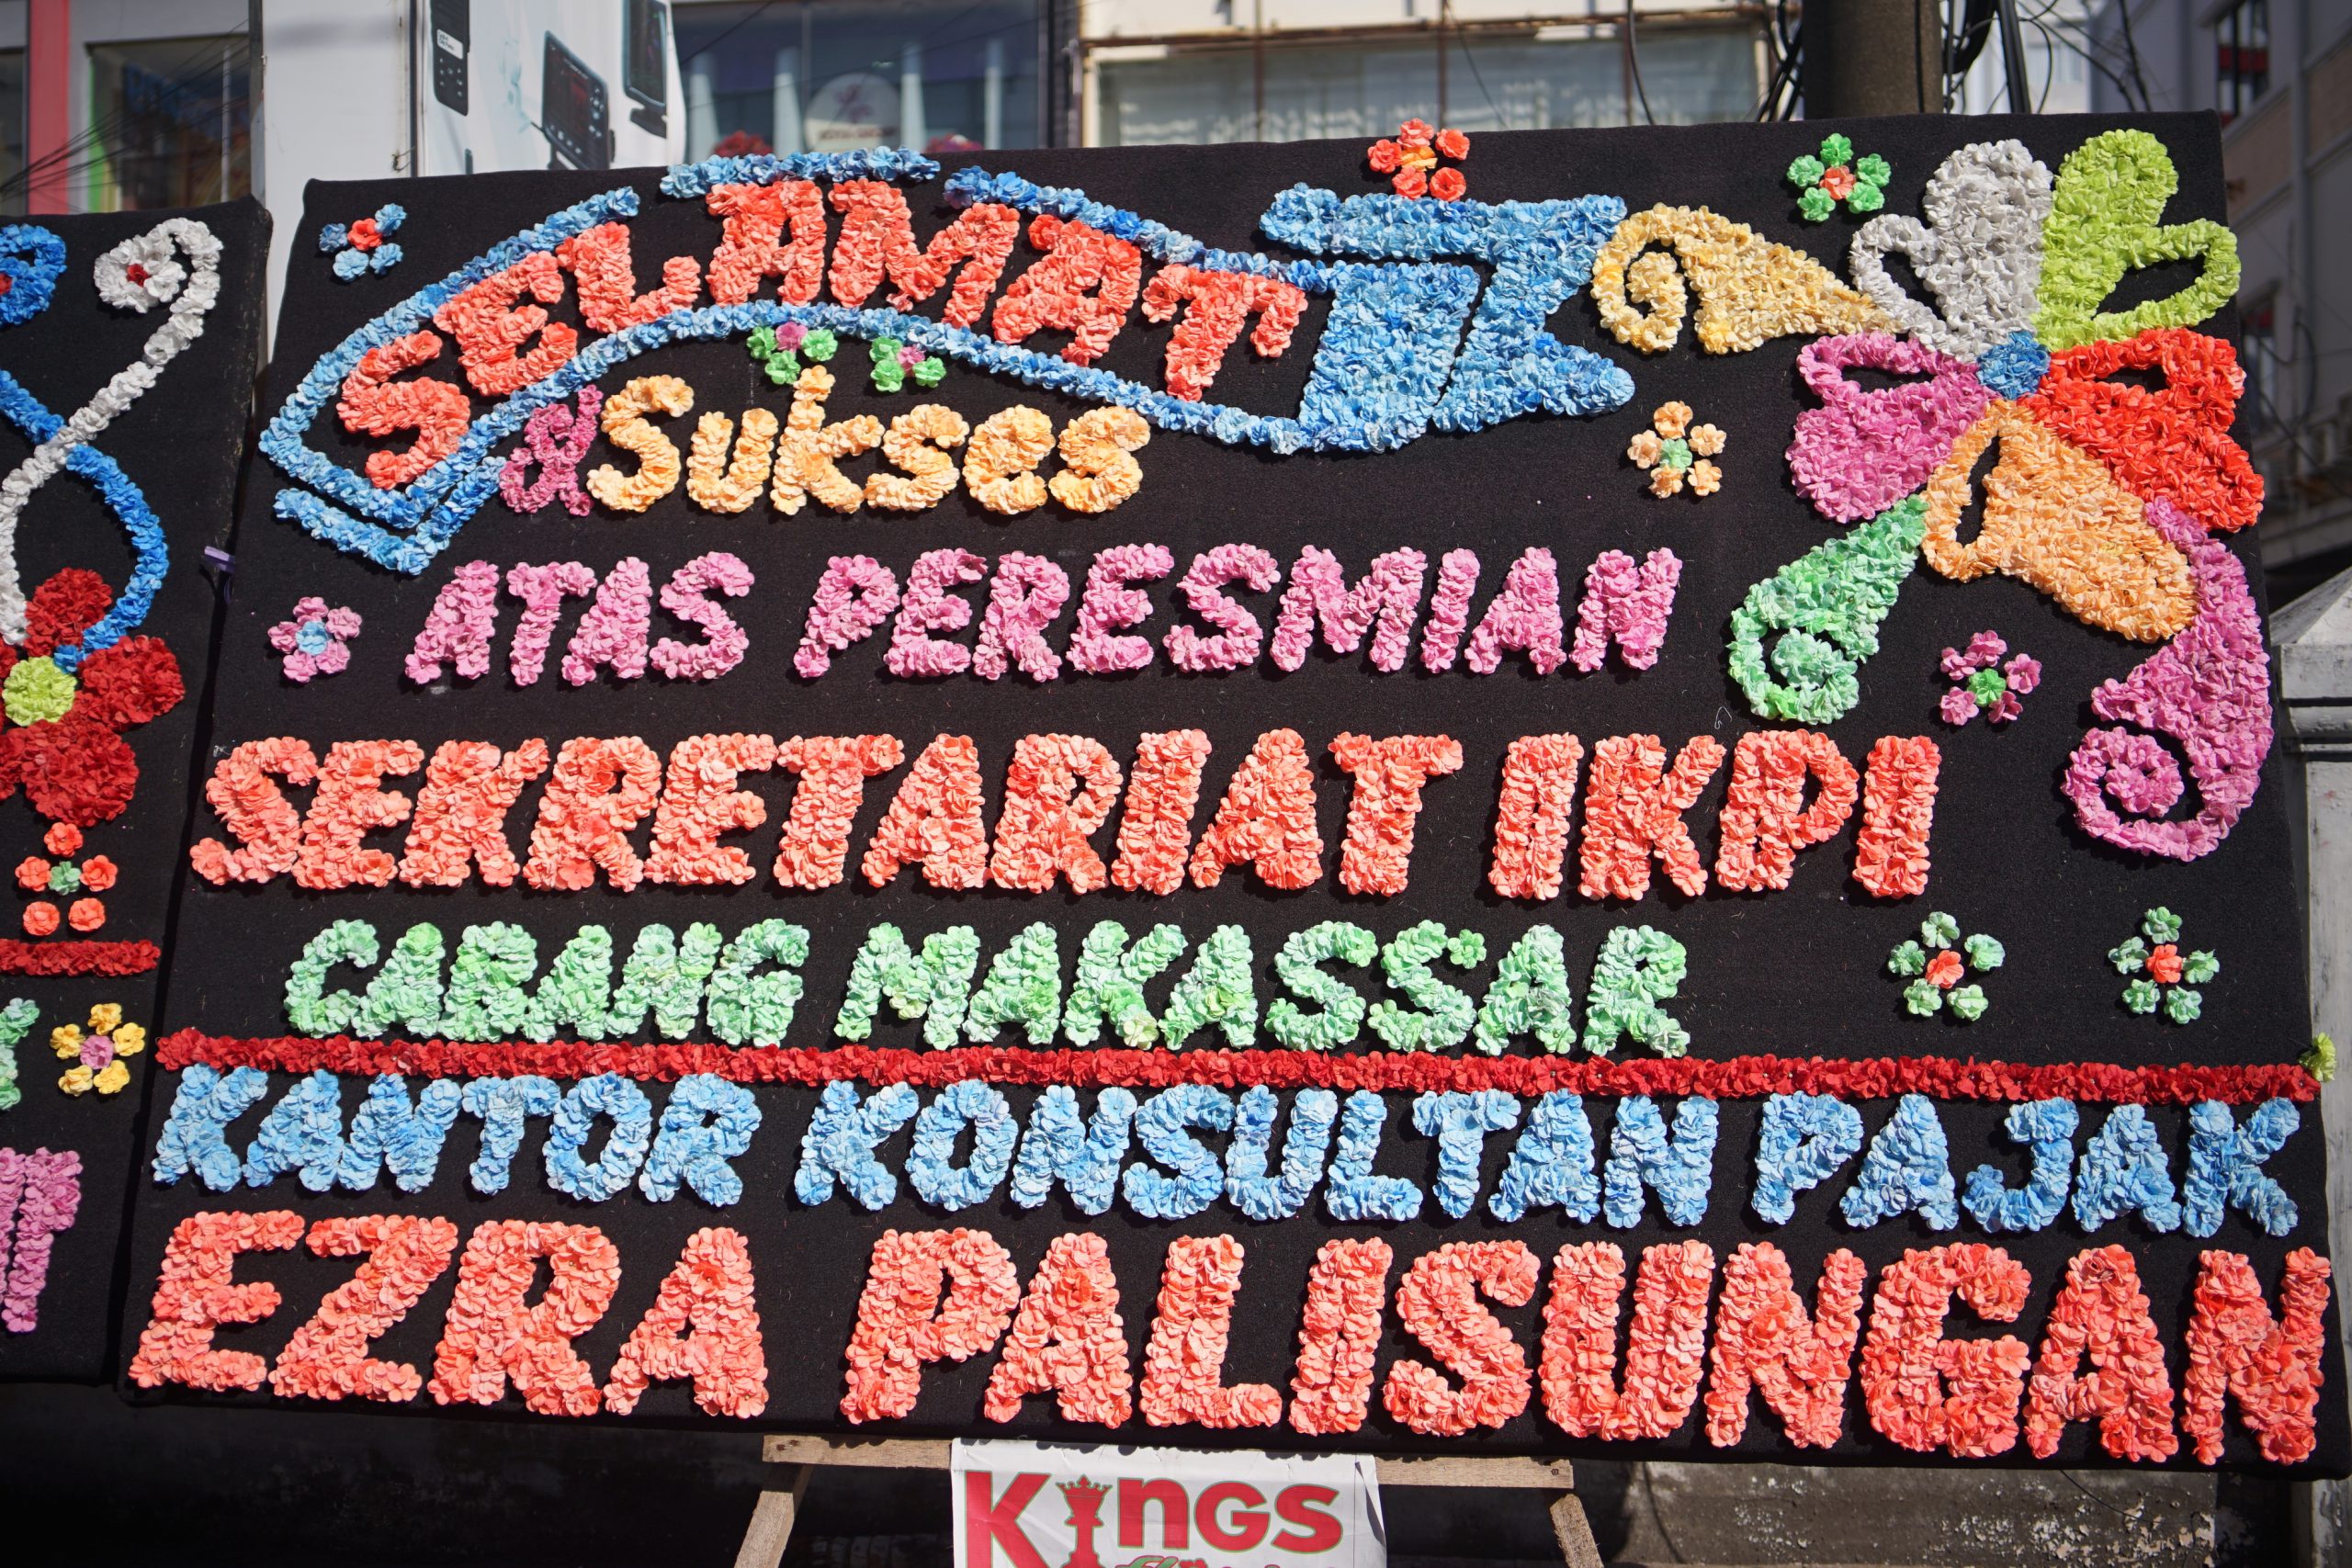 SELAMAT
& Sukses
ATAS PERESMIAN
SEKRETARIAT IKPI
CABANG MAKASSAR
KANTOR KONSULTAN PAJAK
EZRA PALISUNGAN
KINGS